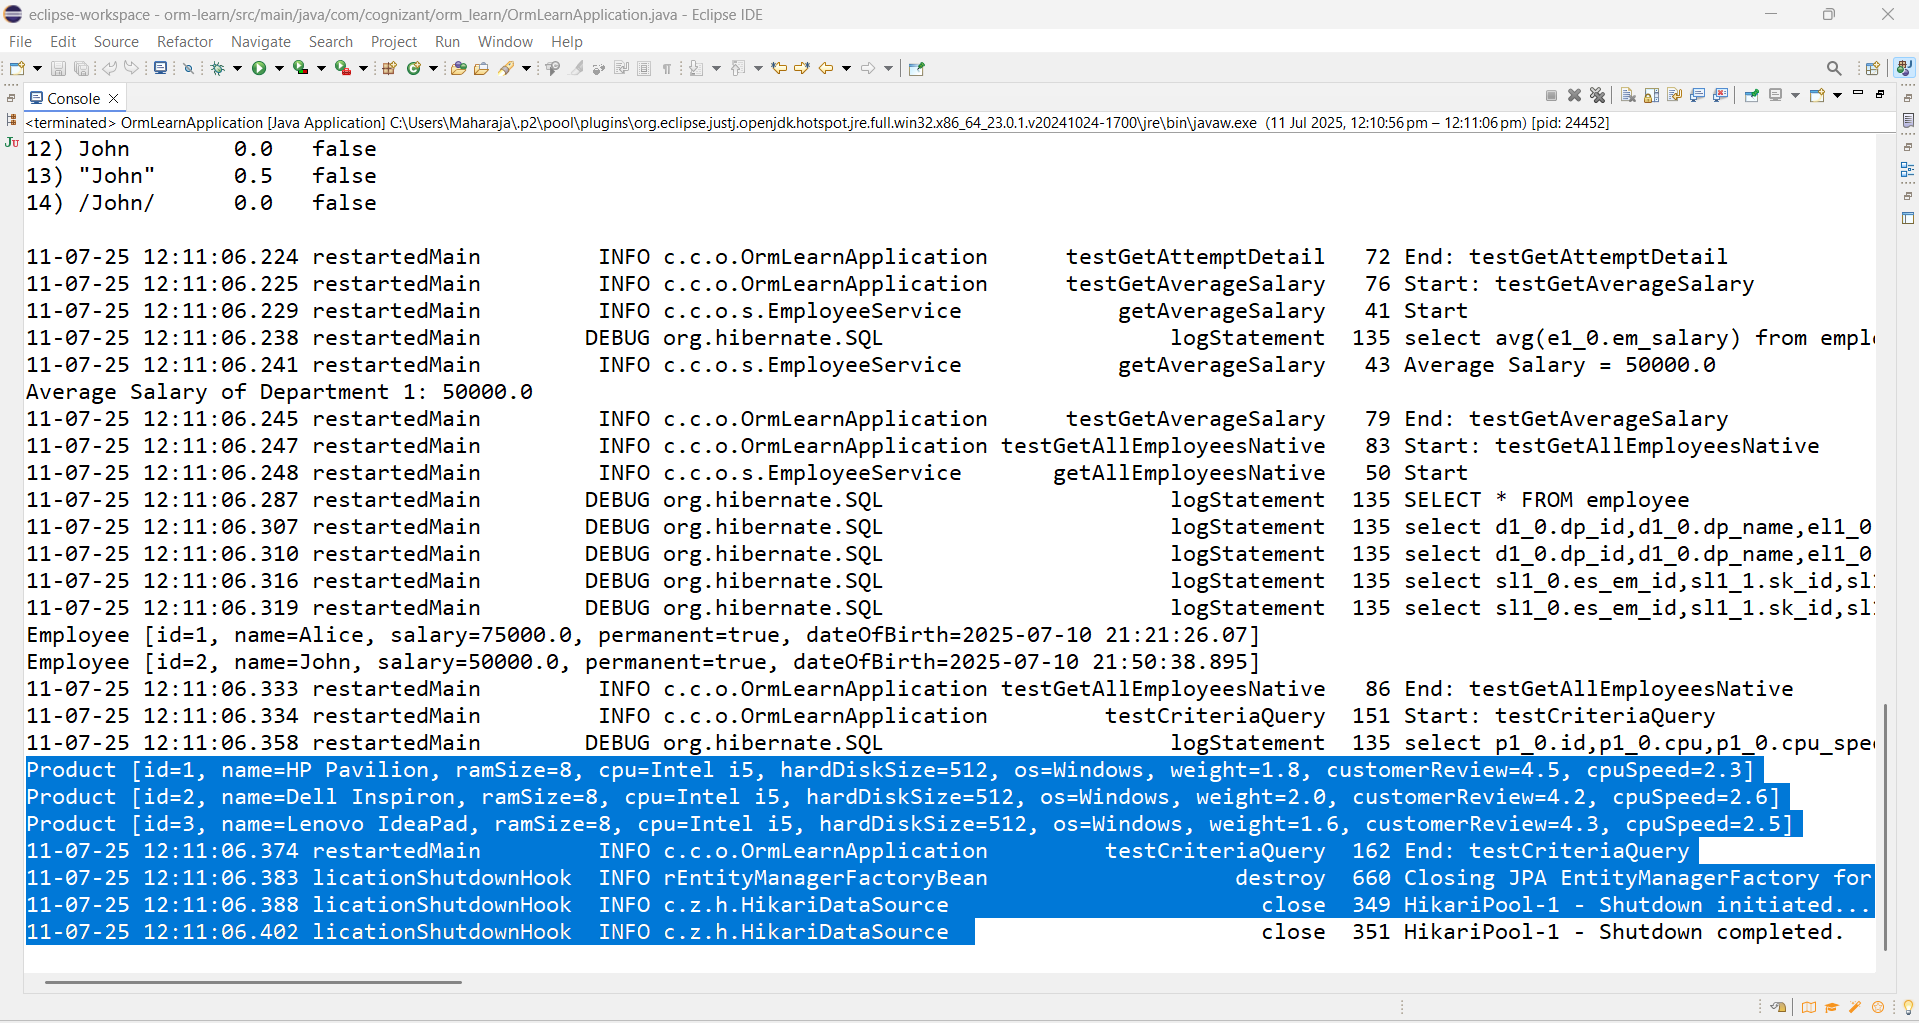 eclipse-workspace - orm-learn/src/main/java/com/cognizant/orm_learn/OrmLearnApplication.java - Eclipse IDE
File Edit Source Refactor Navigate Search Project Run Window Help
Console
<terminated> OrmLearnApplication [Java Application] C:\Users\Maharaja\.p2\pool\plugins\org.eclipse.justj.openjdk.hotspot.jre.full.win32.x86_64_23.0.1.v20241024-1700\jre\bin\javaw.exe (11 Jul 2025, 12:10:56 pm – 12:11:06 pm) [pid: 24452]
12) John 0.0 false
13) "John" 0.5 false
14) /John/ 0.0 false
11-07-25 12:11:06.224 restartedMain INFO c.c.o.OrmLearnApplication testGetAttemptDetail 72 End: testGetAttemptDetail
11-07-25 12:11:06.225 restartedMain INFO c.c.o.OrmLearnApplication testGetAverageSalary 76 Start: testGetAverageSalary
11-07-25 12:11:06.229 restartedMain INFO c.c.o.s.EmployeeService getAverageSalary 41 Start
11-07-25 12:11:06.238 restartedMain DEBUG org.hibernate.SQL logStatement 135 select avg(e1_0.em_salary) from emplo
11-07-25 12:11:06.241 restartedMain INFO c.c.o.s.EmployeeService getAverageSalary 43 Average Salary = 50000.0
Average Salary of Department 1: 50000.0
11-07-25 12:11:06.245 restartedMain INFO c.c.o.OrmLearnApplication testGetAverageSalary 79 End: testGetAverageSalary
11-07-25 12:11:06.247 restartedMain INFO c.c.o.OrmLearnApplication testGetAllEmployeesNative 83 Start: testGetAllEmployeesNative
11-07-25 12:11:06.248 restartedMain INFO c.c.o.s.EmployeeService getAllEmployeesNative 50 Start
11-07-25 12:11:06.287 restartedMain DEBUG org.hibernate.SQL logStatement 135 SELECT * FROM employee
11-07-25 12:11:06.307 restartedMain DEBUG org.hibernate.SQL logStatement 135 select d1_0.dp_id,d1_0.dp_name,el1_0
11-07-25 12:11:06.310 restartedMain DEBUG org.hibernate.SQL logStatement 135 select d1_0.dp_id,d1_0.dp_name,el1_0
11-07-25 12:11:06.316 restartedMain DEBUG org.hibernate.SQL logStatement 135 select sl1_0.es_em_id,sl1_1.sk_id,sl1
11-07-25 12:11:06.319 restartedMain DEBUG org.hibernate.SQL logStatement 135 select sl1_0.es_em_id,sl1_1.sk_id,sl1
Employee [id=1, name=Alice, salary=75000.0, permanent=true, dateOfBirth=2025-07-10 21:21:26.07]
Employee [id=2, name=John, salary=50000.0, permanent=true, dateOfBirth=2025-07-10 21:50:38.895]
11-07-25 12:11:06.333 restartedMain INFO c.c.o.OrmLearnApplication testGetAllEmployeesNative 86 End: testGetAllEmployeesNative
11-07-25 12:11:06.334 restartedMain INFO c.c.o.OrmLearnApplication testCriteriaQuery 151 Start: testCriteriaQuery
11-07-25 12:11:06.358 restartedMain DEBUG org.hibernate.SQL logStatement 135 select p1_0.id,p1_0.cpu,p1_0.cpu_spee
Product [id=1, name=HP Pavilion, ramSize=8, cpu=Intel i5, hardDiskSize=512, os=Windows, weight=1.8, customerReview=4.5, cpuSpeed=2.3]
Product [id=2, name=Dell Inspiron, ramSize=8, cpu=Intel i5, hardDiskSize=512, os=Windows, weight=2.0, customerReview=4.2, cpuSpeed=2.6]
Product [id=3, name=Lenovo IdeaPad, ramSize=8, cpu=Intel i5, hardDiskSize=512, os=Windows, weight=1.6, customerReview=4.3, cpuSpeed=2.5]
11-07-25 12:11:06.374 restartedMain INFO c.c.o.OrmLearnApplication testCriteriaQuery 162 End: testCriteriaQuery
11-07-25 12:11:06.383 licationShutdownHook INFO rEntityManagerFactoryBean destroy 660 Closing JPA EntityManagerFactory for
11-07-25 12:11:06.388 licationShutdownHook INFO c.z.h.HikariDataSource close 349 HikariPool-1 - Shutdown initiated...
11-07-25 12:11:06.402 licationShutdownHook INFO c.z.h.HikariDataSource close 351 HikariPool-1 - Shutdown completed.